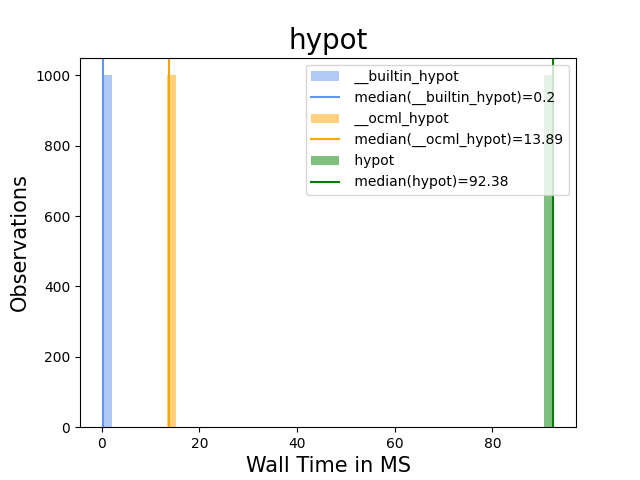 hypot
1000
800
600
400
200
0
Observations
__builtin_hypot
median(__builtin_hypot)=0.2
__ocml_hypot
median(__ocml_hypot)=13.89
hypot
median(hypot)=92.38
0 20 40 60 80
Wall Time in MS